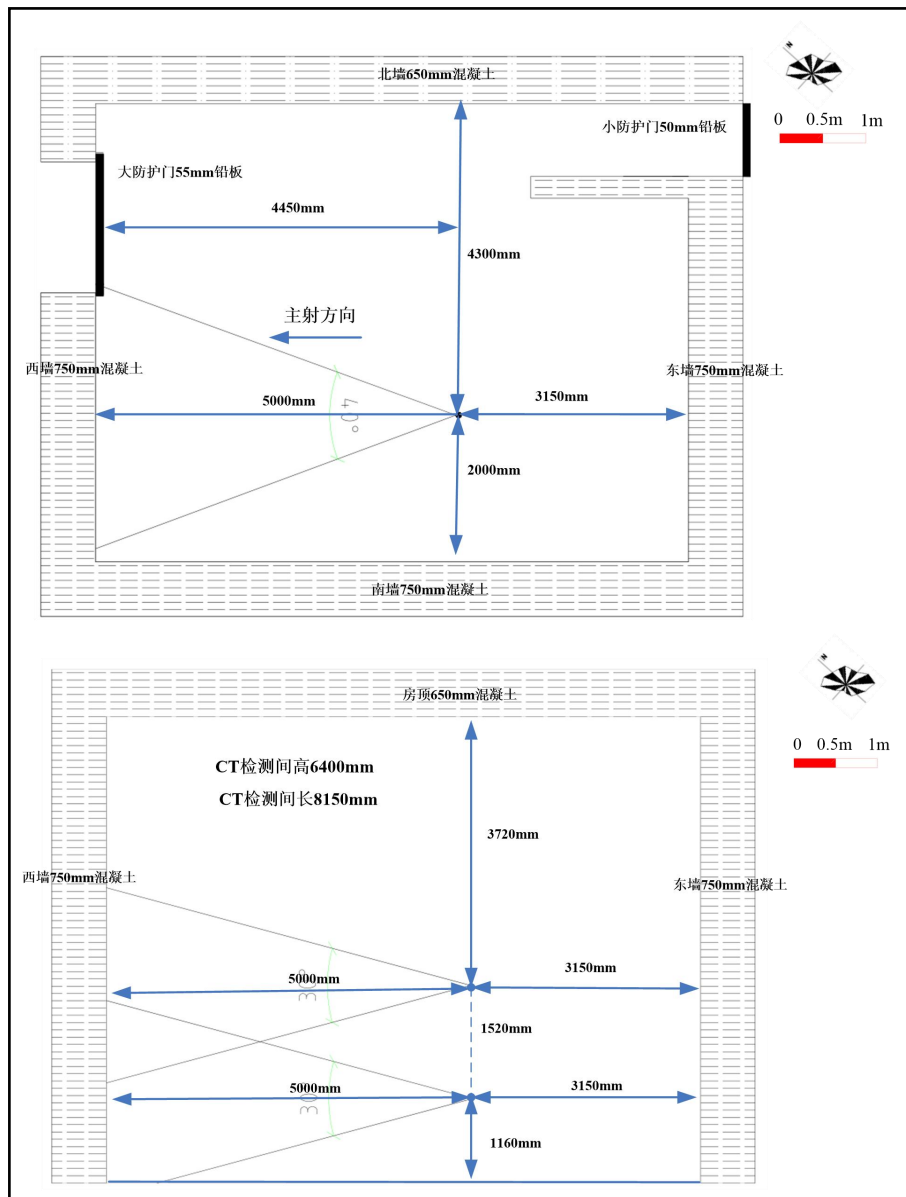 北墙650mm混凝土
N
0 0.5m 1m
小防护门50mm铅板
大防护门55mm铅板
4450mm
4300mm
主射方向
西墙750mm混凝土
东墙750mm混凝土
5000mm
40°
3150mm
2000mm
南墙750mm混凝土
房顶650mm混凝土
N
0 0.5m 1m
CT检测间高6400mm
CT检测间长8150mm
3720mm
西墙750mm混凝土
东墙750mm混凝土
5000mm
30°
3150mm
1520mm
5000mm
30
3150mm
1160mm